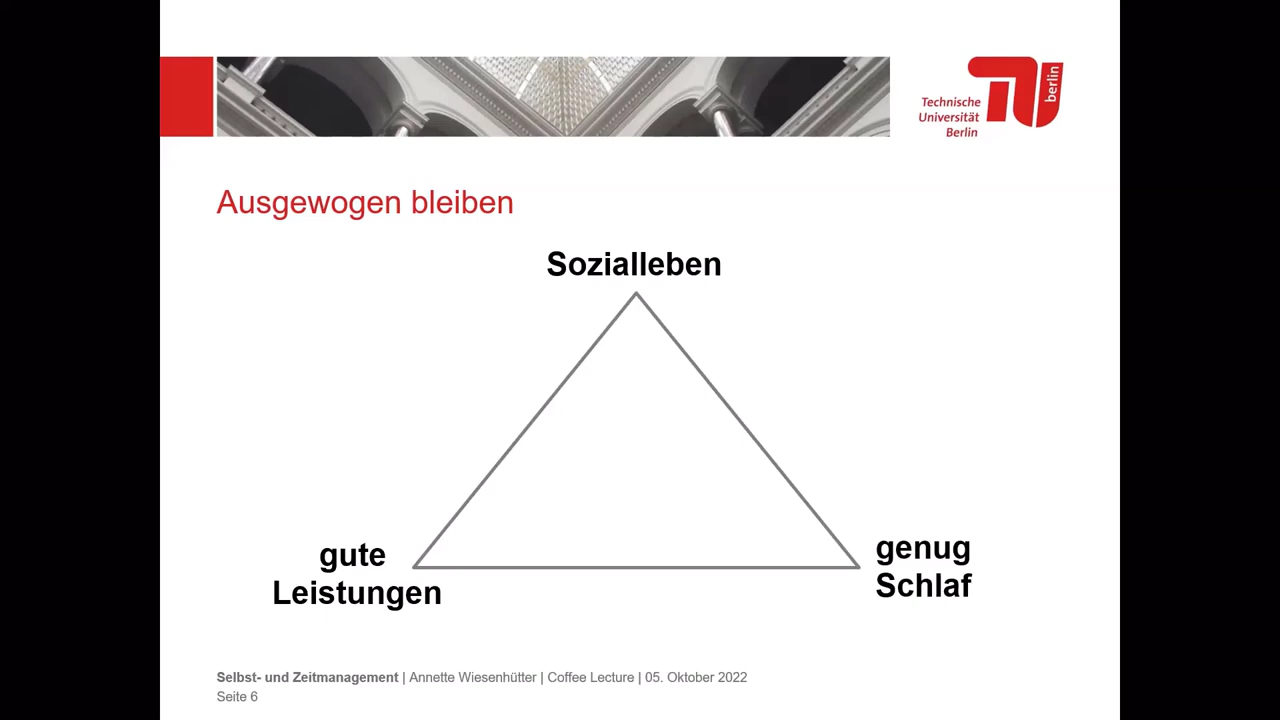 Technische
Universität
Berlin
berlin
Ausgewogen bleiben
Sozialleben
gute
Leistungen
genug
Schlaf
Selbst- und Zeitmanagement | Annette Wiesenhütter | Coffee Lecture | 05. Oktober 2022
Seite 6